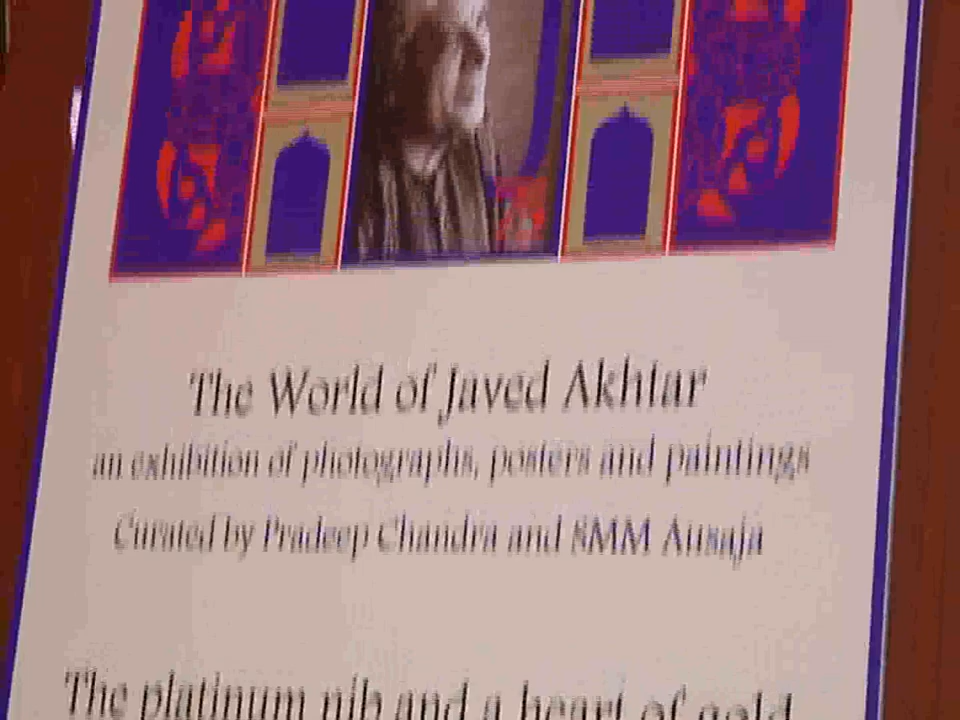 The World of Javed Akhtar
an exhibition of photographs, posters and paintings
Curated by Pradeep Chandra and SMM Ausaja
The platinum nib and a heart of gold